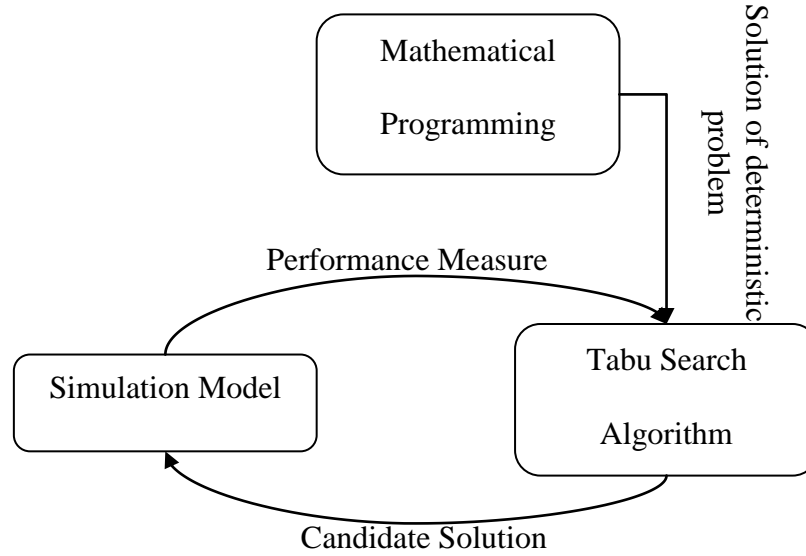 Mathematical
Programming
Solution of deterministic
problem
Performance Measure
Simulation Model
Tabu Search
Algorithm
Candidate Solution